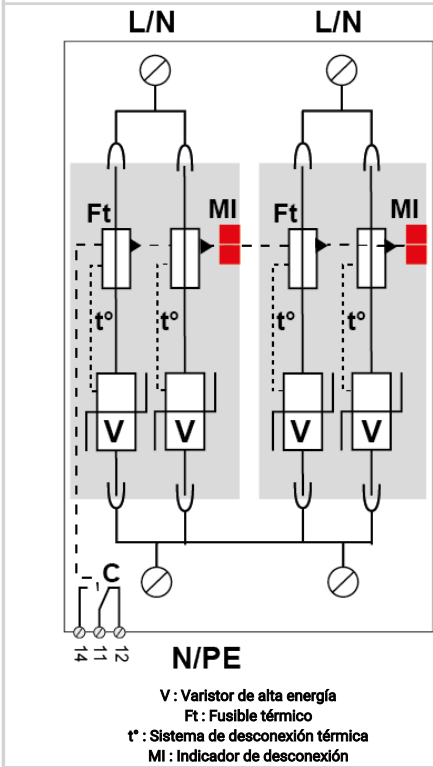 L/N L/N
Ft MI Ft MI
t° t° t° t°
V V V V
C
14 11 12
N/PE
V : Varistor de alta energía
Ft : Fusible térmico
t° : Sistema de desconexión térmica
MI : Indicador de desconexión